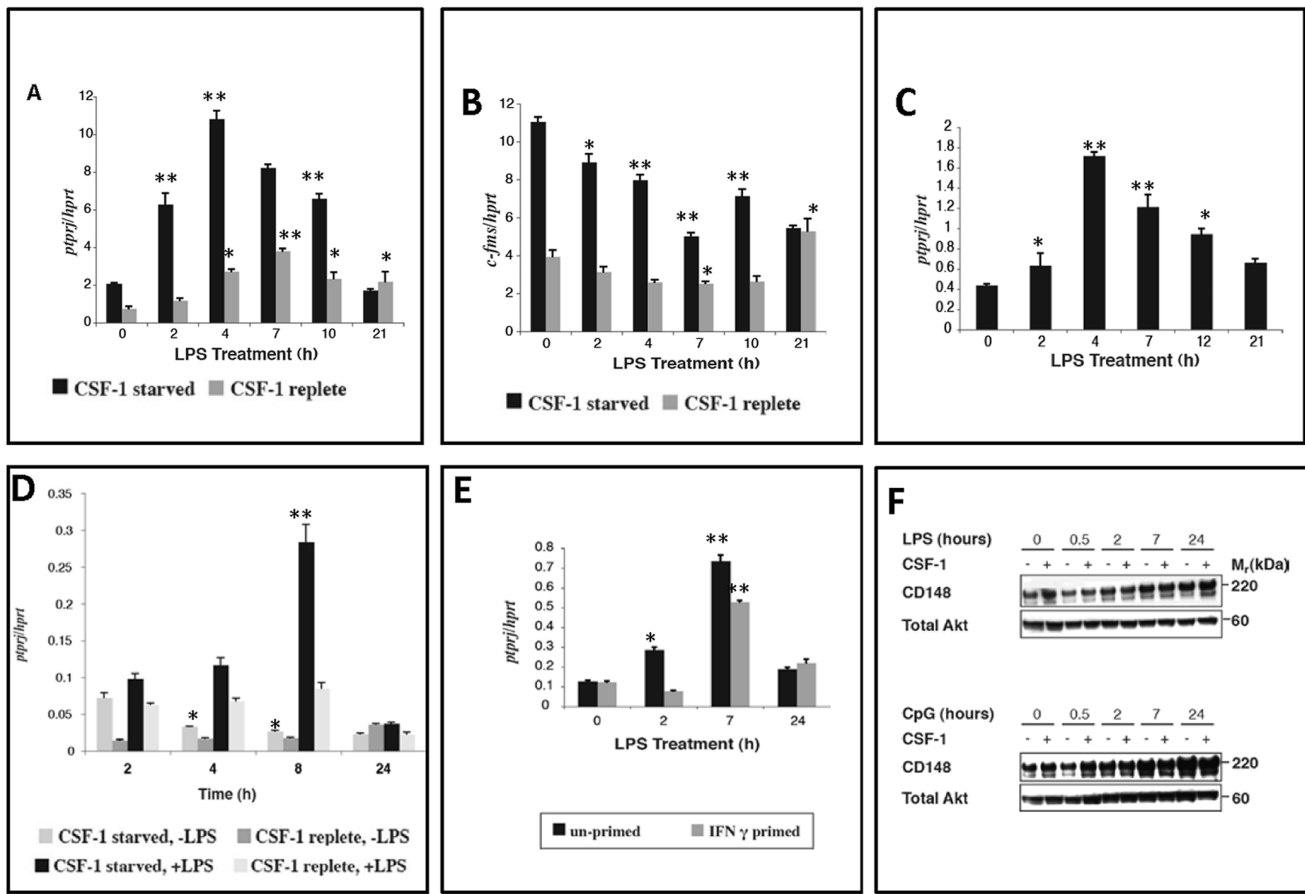 A
ptprj/hprt
12
10
8
6
4
2
0
** ** ** * ** * *
0 2 4 7 10 21
LPS Treatment (h)
CSF-1 starved CSF-1 replete
B
c-fms/hprt
12
10
8
6
4
2
0
* ** ** * ** *
0 2 4 7 10 21
LPS Treatment (h)
CSF-1 starved CSF-1 replete
C
ptprj/hprt
2
1.8
1.6
1.4
1.2
1
0.8
0.6
0.4
0.2
0
* ** ** *
0 2 4 7 12 21
LPS Treatment (h)
D
ptprj/hprt
0.35
0.3
0.25
0.2
0.15
0.1
0.05
0
* * **
2 4 8 24
Time (h)
CSF-1 starved, -LPS CSF-1 replete, -LPS
CSF-1 starved, +LPS CSF-1 replete, +LPS
E
ptprj/hprt
0.8
0.7
0.6
0.5
0.4
0.3
0.2
0.1
0
* ** **
0 2 7 24
LPS Treatment (h)
un-primed IFN γ primed
F
LPS (hours) 0 0.5 2 7 24
CSF-1 - + - + - + - + - + Mr(kDa)
CD148 220
Total Akt 60
CpG (hours) 0 0.5 2 7 24
CSF-1 - + - + - + - + - +
CD148 220
Total Akt 60